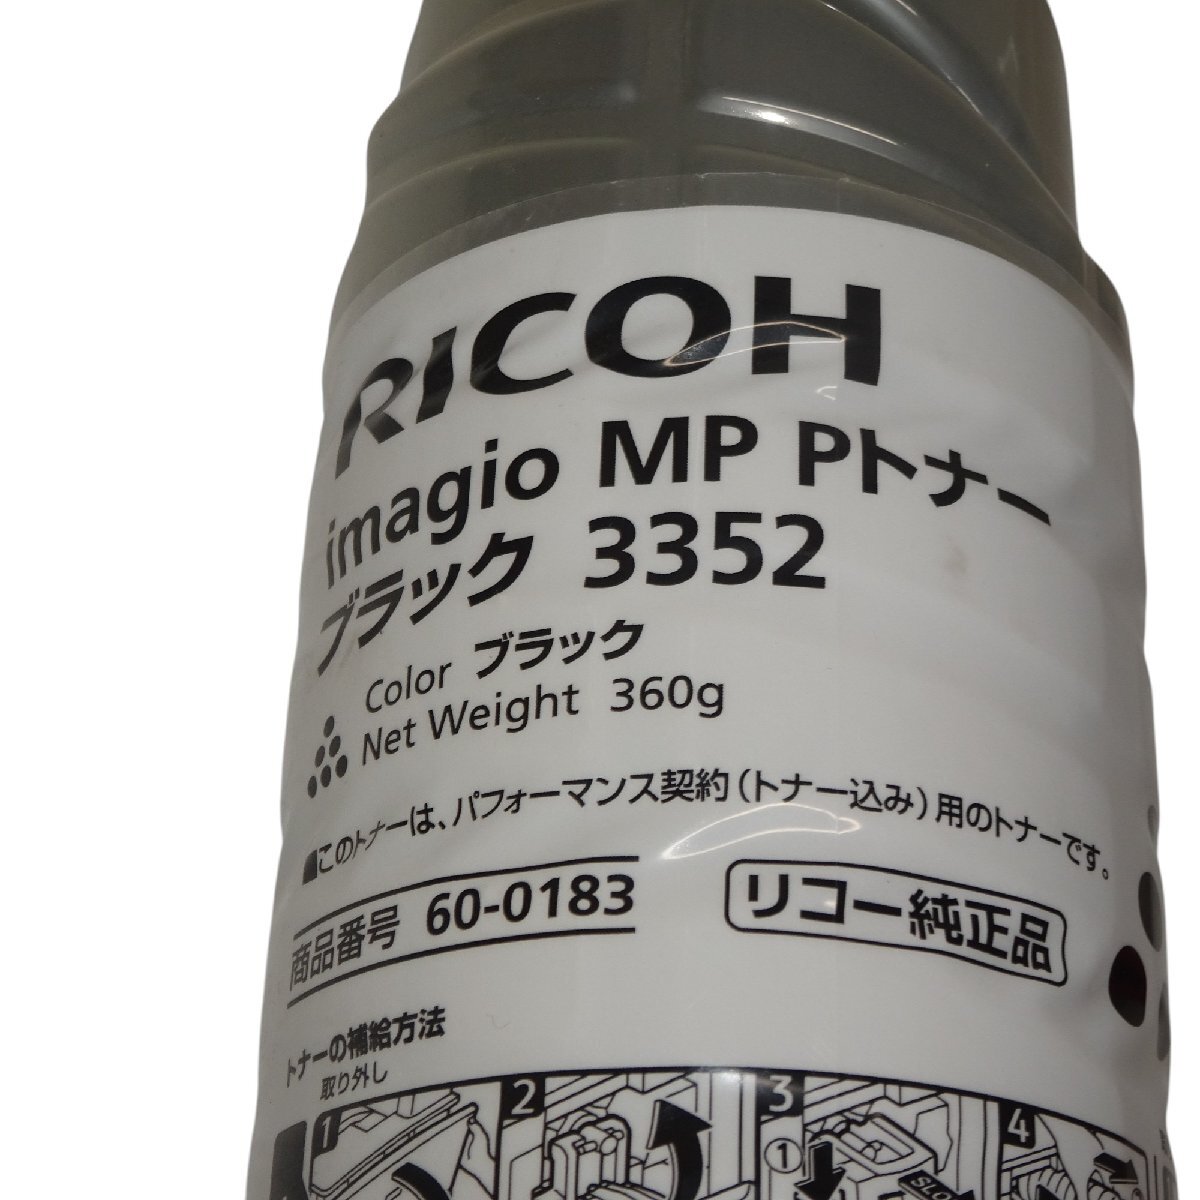 RICOH
imagio MP Pトナー
ブラック 3352
Color ブラック
Net Weight 360g
■このトナーは、パフォーマンス契約(トナー込み)用のトナーです。
商品番号 60-0183
リコー純正品
トナーの補給方法
取り外し
1 2 3 4
①
SLOW